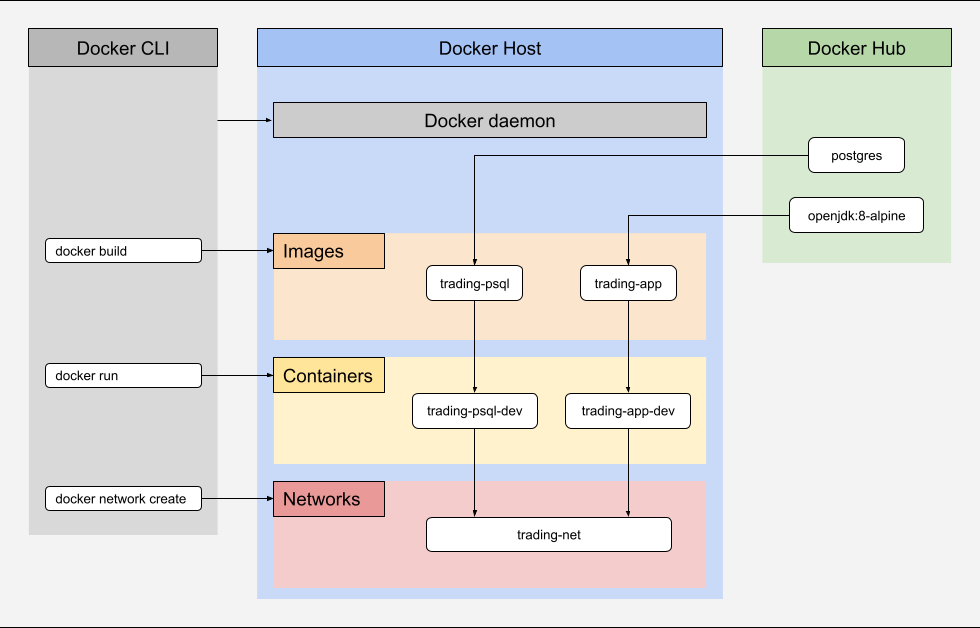 Docker CLI
Docker Host
Docker Hub
Docker daemon
postgres
openjdk:8-alpine
docker build
Images
trading-psql
trading-app
docker run
Containers
trading-psql-dev
trading-app-dev
docker network create
Networks
trading-net